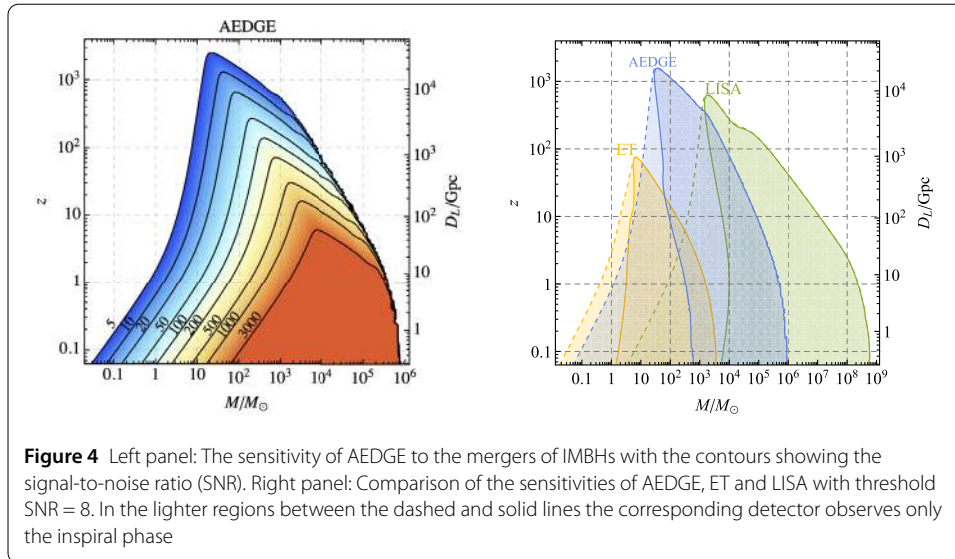 AEDGE
10³
10²
10
1
0.1
z
10⁴
10³
10²
10
1
D_L/Gpc
5 10 20 50 100 200 500 1000 3000
0.1 1 10 10² 10³ 10⁴ 10⁵ 10⁶
M/M⊙
AEDGE
LISA
ET
10³
10²
10
1
0.1
z
10⁴
10³
10²
10
1
D_L/Gpc
0.1 1 10 10² 10³ 10⁴ 10⁵ 10⁶ 10⁷ 10⁸ 10⁹
M/M⊙
Figure 4 Left panel: The sensitivity of AEDGE to the mergers of IMBHs with the contours showing the
signal-to-noise ratio (SNR). Right panel: Comparison of the sensitivities of AEDGE, ET and LISA with threshold
SNR = 8. In the lighter regions between the dashed and solid lines the corresponding detector observes only
the inspiral phase